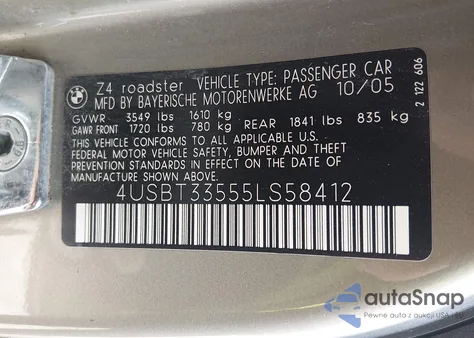 Z4 roadster VEHICLE TYPE: PASSENGER CAR
MFD BY BAYERISCHE MOTORENWERKE AG 10/05
GVWR 3549 lbs 1610 kg
GAWR FRONT 1720 lbs 780 kg REAR 1841 lbs 835 kg
THIS VEHICLE CONFORMS TO ALL APPLICABLE U.S.
FEDERAL MOTOR VEHICLE SAFETY, BUMPER AND THEFT
PREVENTION STANDARDS IN EFFECT ON THE DATE OF
MANUFACTURE SHOWN ABOVE.
4USBT33555LS58412
2 122 606
autoSnap
Pewne auta z aukcji USA i EU